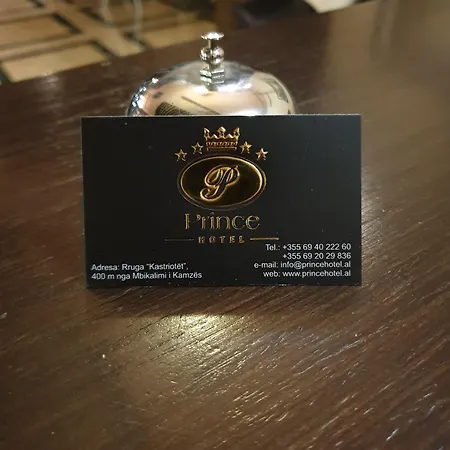 P
Prince
HOTEL
Tel.: +355 69 40 222 60
+355 69 20 29 836
Adresa: Rruga "Kastriotët",
e-mail: info@princehotel.al
400 m nga Mbikalimi i Kamzës
web: www.princehotel.al